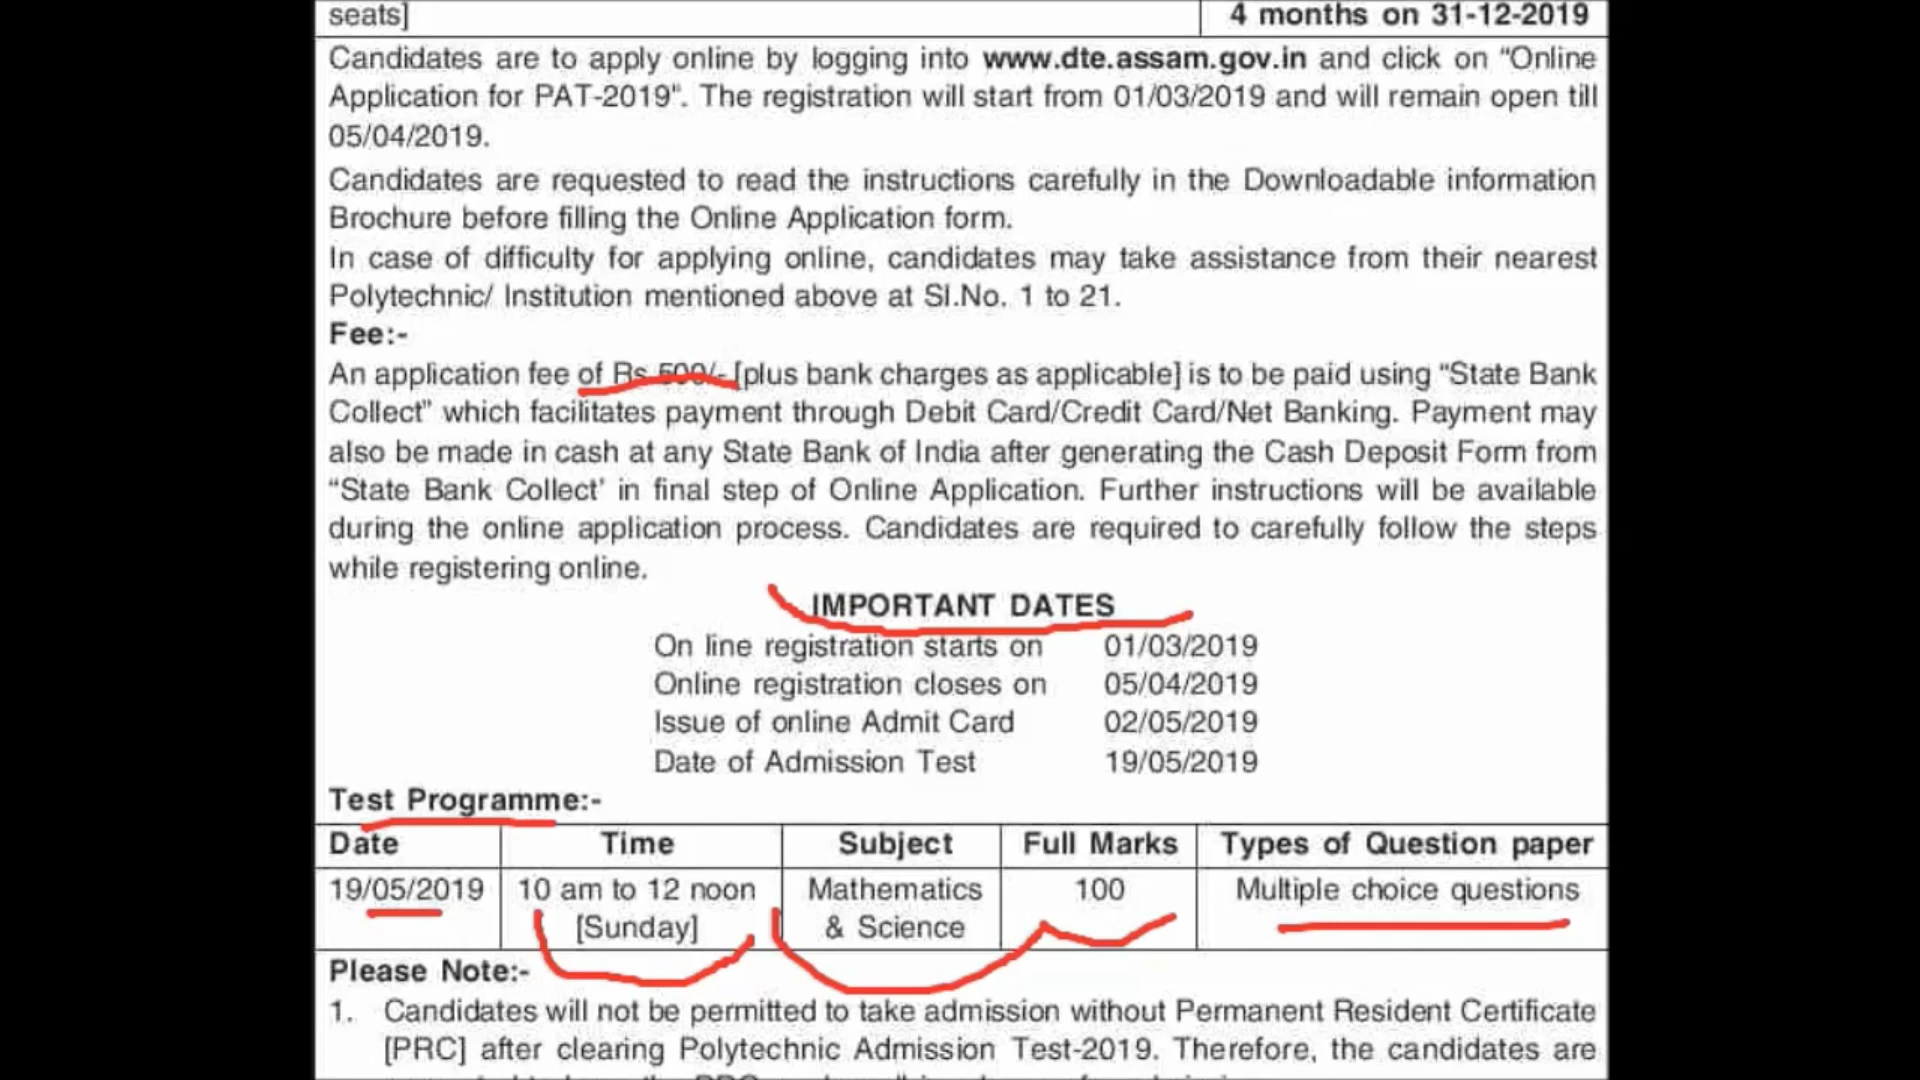 seats]
4 months on 31-12-2019
Candidates are to apply online by logging into www.dte.assam.gov.in and click on “Online
Application for PAT-2019". The registration will start from 01/03/2019 and will remain open till
05/04/2019.
Candidates are requested to read the instructions carefully in the Downloadable information
Brochure before filling the Online Application form.
In case of difficulty for applying online, candidates may take assistance from their nearest
Polytechnic/ Institution mentioned above at Sl.No. 1 to 21.
Fee:-
An application fee of Rs 500/- [plus bank charges as applicable] is to be paid using “State Bank
Collect” which facilitates payment through Debit Card/Credit Card/Net Banking. Payment may
also be made in cash at any State Bank of India after generating the Cash Deposit Form from
“State Bank Collect’ in final step of Online Application. Further instructions will be available
during the online application process. Candidates are required to carefully follow the steps
while registering online.
IMPORTANT DATES
On line registration starts on 01/03/2019
Online registration closes on 05/04/2019
Issue of online Admit Card 02/05/2019
Date of Admission Test 19/05/2019
Test Programme:-
Date Time Subject Full Marks Types of Question paper
19/05/2019 10 am to 12 noon Mathematics 100 Multiple choice questions
[Sunday] & Science
Please Note:-
1. Candidates will not be permitted to take admission without Permanent Resident Certificate
[PRC] after clearing Polytechnic Admission Test-2019. Therefore, the candidates are